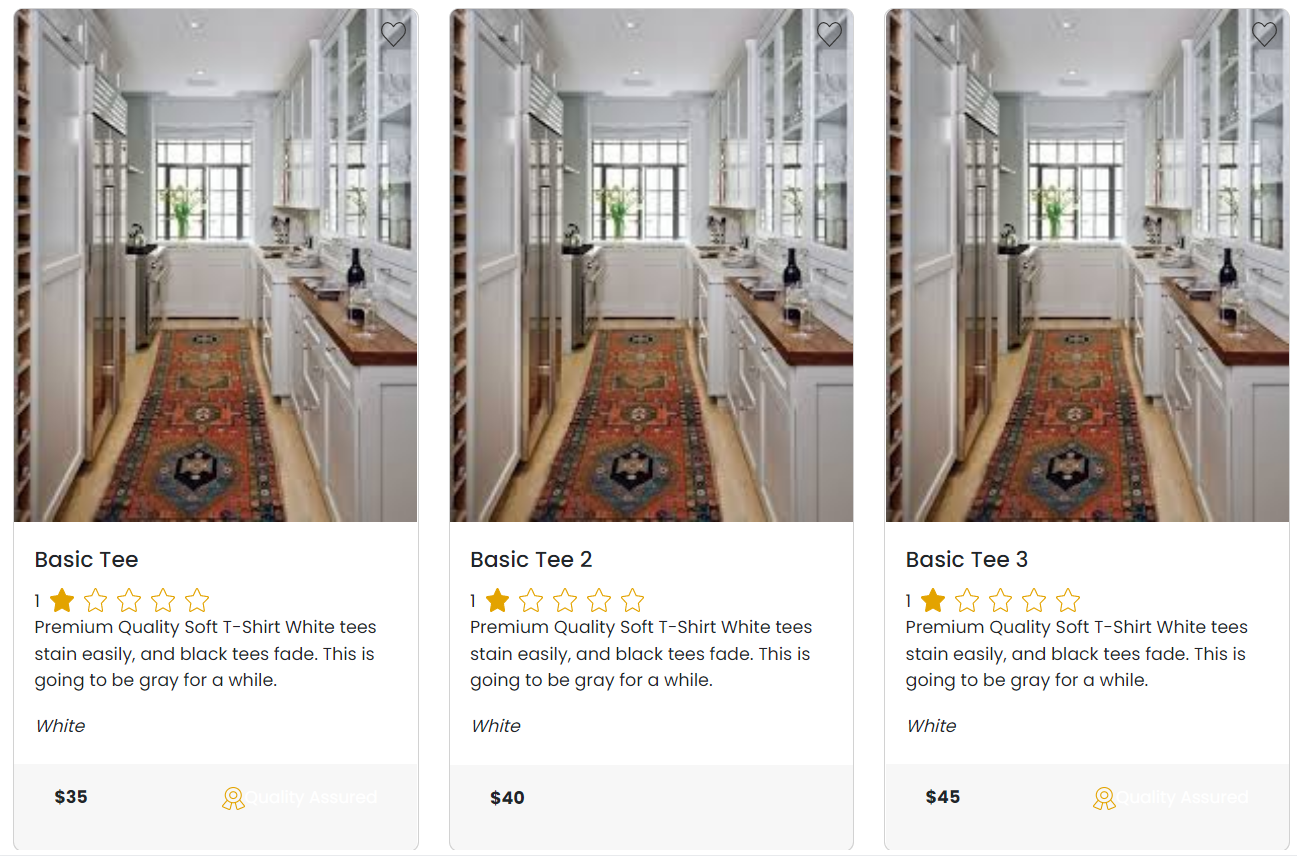 Basic Tee
1
Premium Quality Soft T-Shirt White tees
stain easily, and black tees fade. This is
going to be gray for a while.
White
$35
Quality Assured
Basic Tee 2
1
Premium Quality Soft T-Shirt White tees
stain easily, and black tees fade. This is
going to be gray for a while.
White
$40
Basic Tee 3
1
Premium Quality Soft T-Shirt White tees
stain easily, and black tees fade. This is
going to be gray for a while.
White
$45
Quality Assured